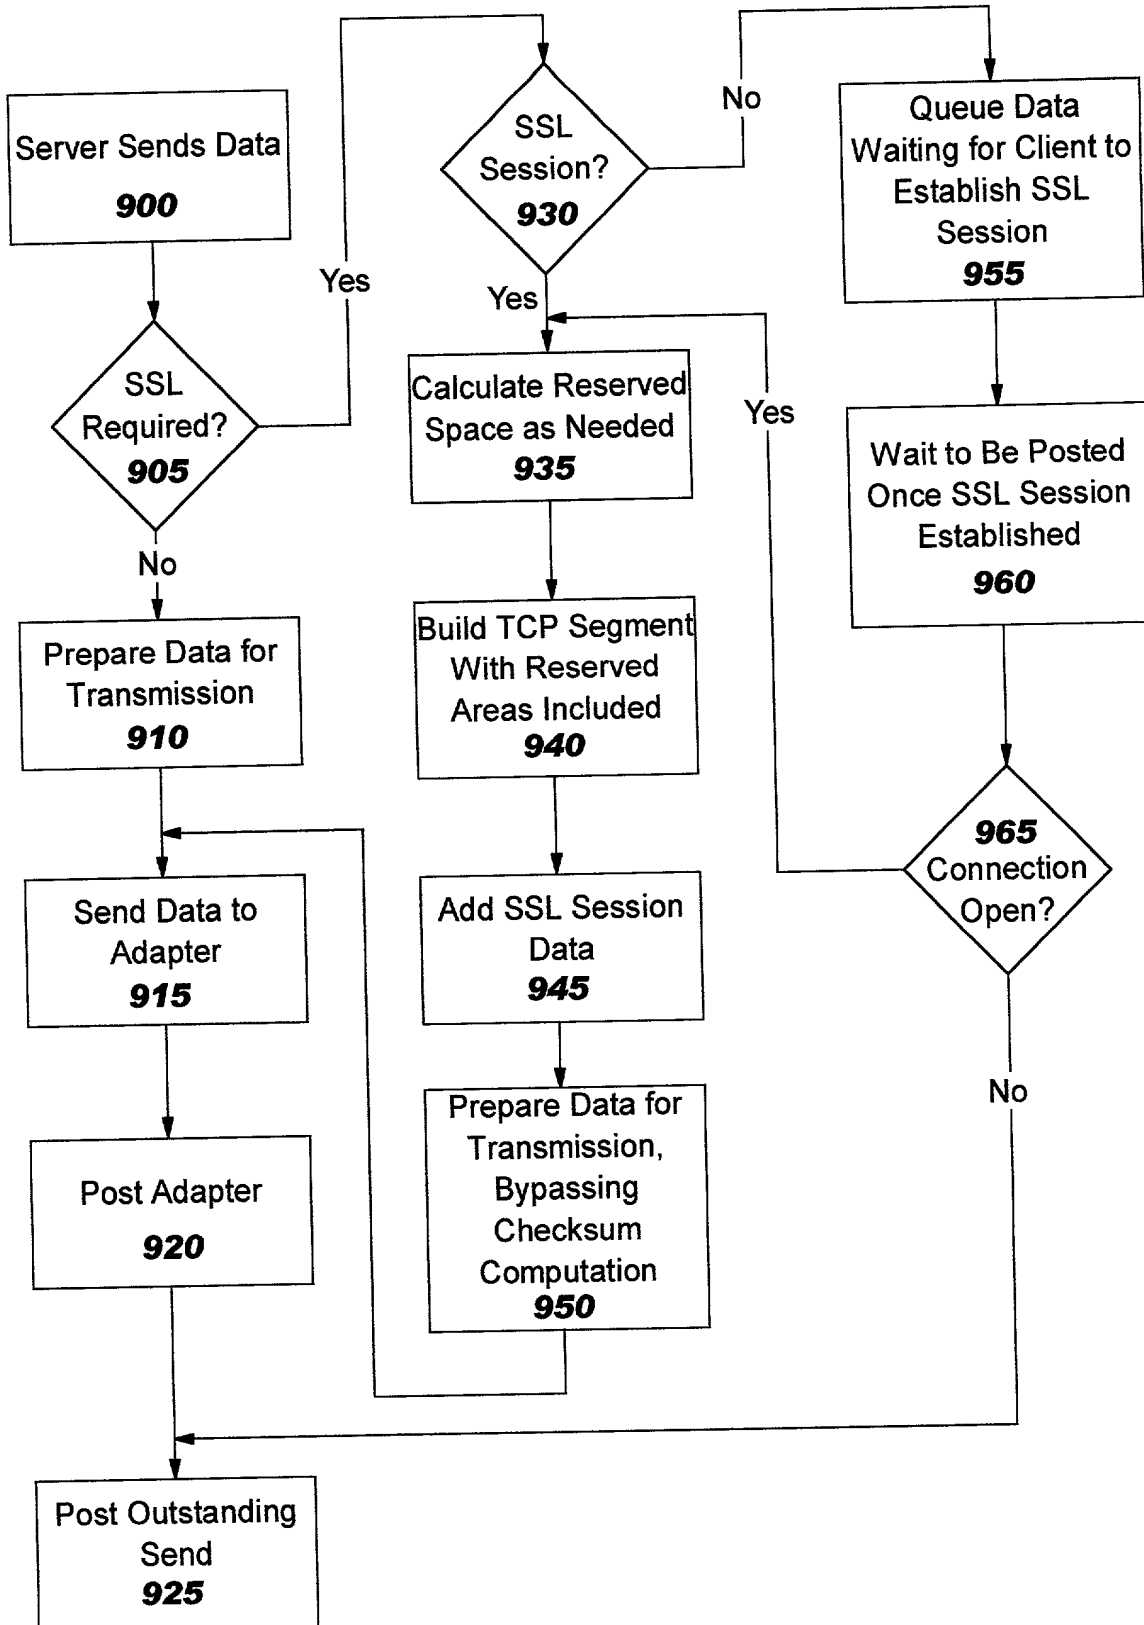 Server Sends Data
900
SSL
Required?
905
Yes
No
Prepare Data for
Transmission
910
Send Data to
Adapter
915
Post Adapter
920
Post Outstanding
Send
925
SSL
Session?
930
No
Yes
Calculate Reserved
Space as Needed
935
Build TCP Segment
With Reserved
Areas Included
940
Add SSL Session
Data
945
Prepare Data for
Transmission,
Bypassing
Checksum
Computation
950
Queue Data
Waiting for Client to
Establish SSL
Session
955
Wait to Be Posted
Once SSL Session
Established
960
965
Connection
Open?
Yes
No